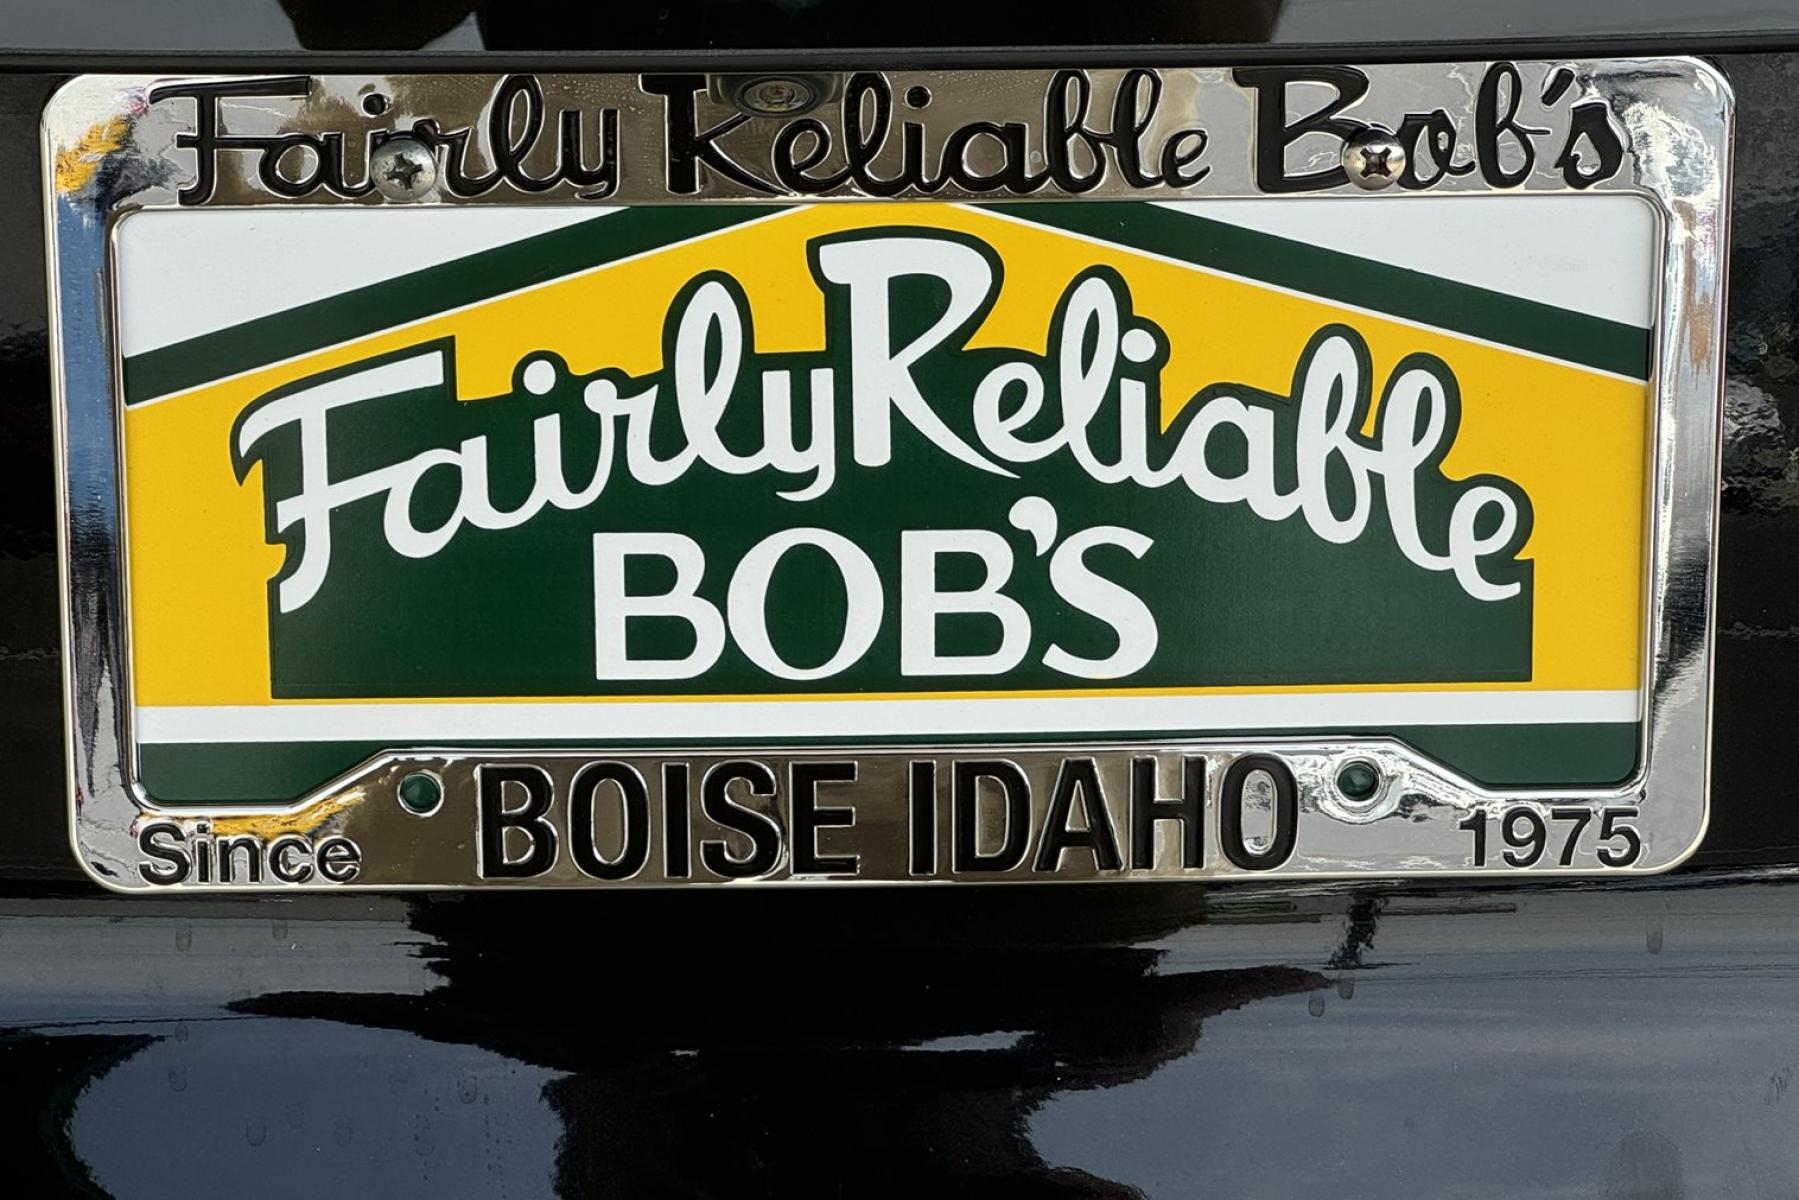 Fairly Reliable Bob's
Fairly Reliable
BOB'S
Since BOISE IDAHO 1975